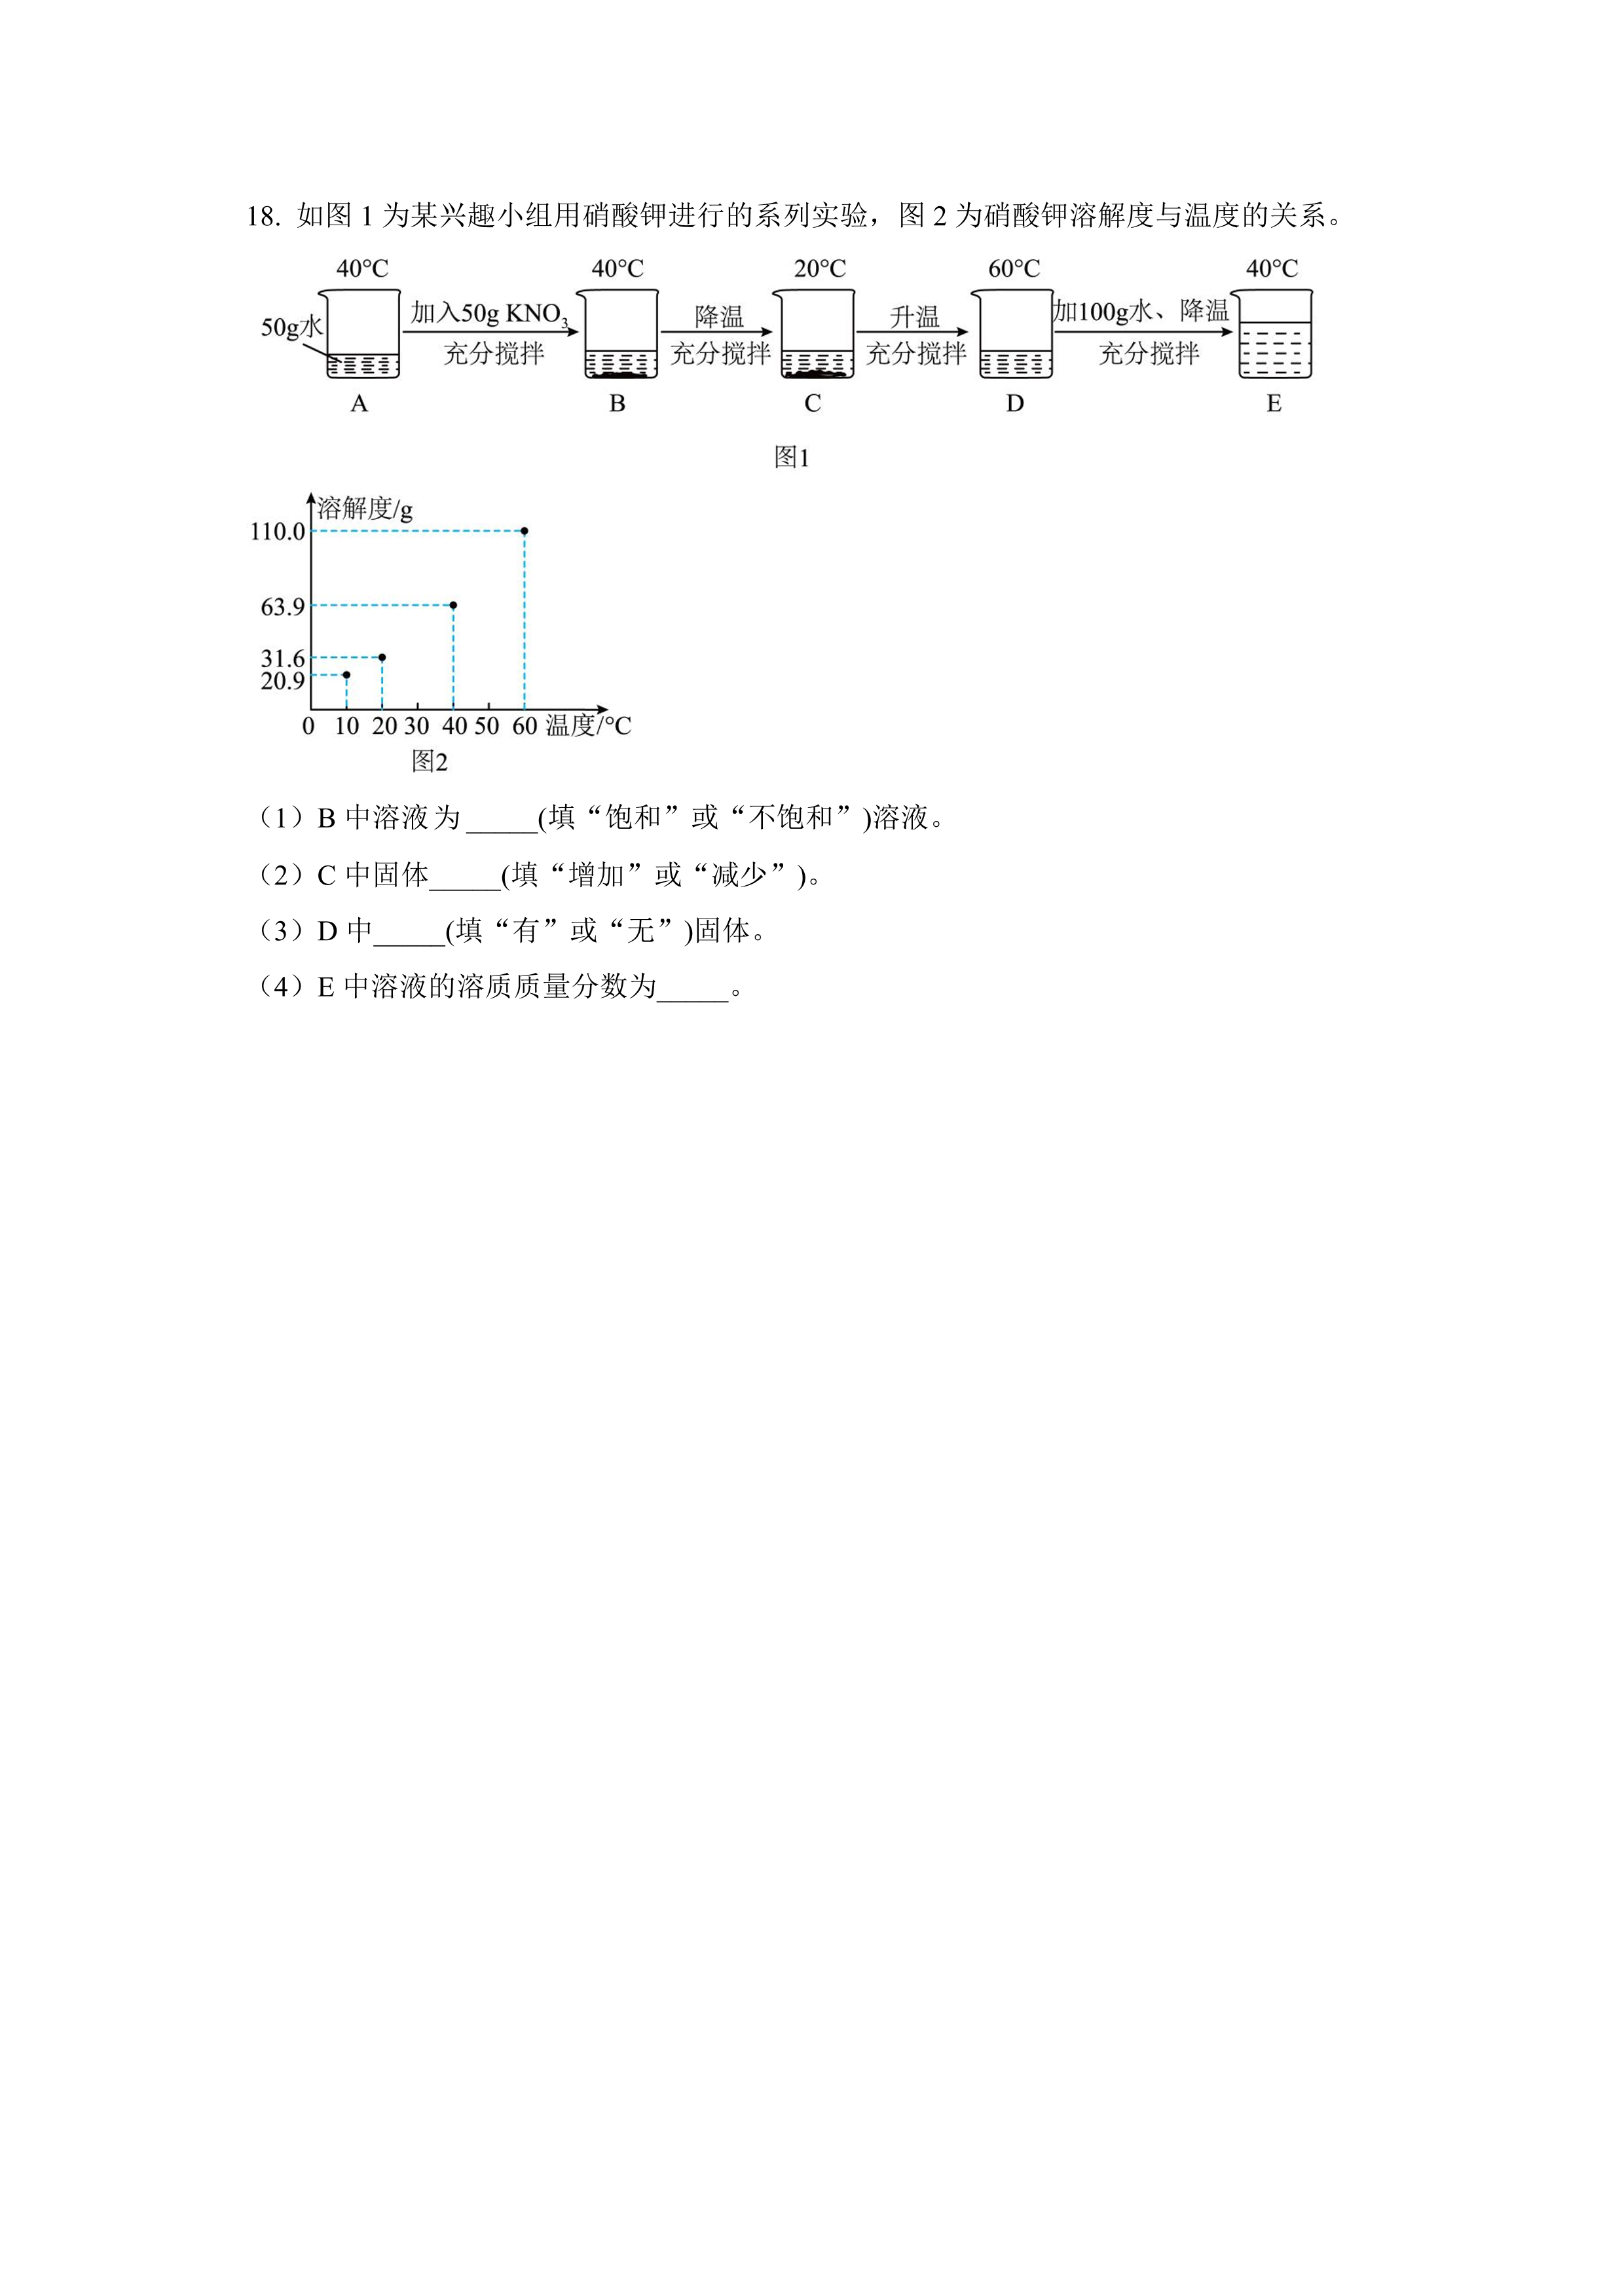 18. 如图 1 为某兴趣小组用硝酸钾进行的系列实验，图 2 为硝酸钾溶解度与温度的关系。
40°C 40°C 20°C 60°C 40°C
50g水 加入50g KNO₃ 降温 升温 加100g水、降温
充分搅拌 充分搅拌 充分搅拌 充分搅拌
A B C D E
图1
溶解度/g
110.0
63.9
31.6
20.9
0 10 20 30 40 50 60 温度/°C
图2
（1）B 中溶液为 _____(填“饱和”或“不饱和”)溶液。
（2）C 中固体_____(填“增加”或“减少”)。
（3）D 中_____(填“有”或“无”)固体。
（4）E 中溶液的溶质质量分数为_____。